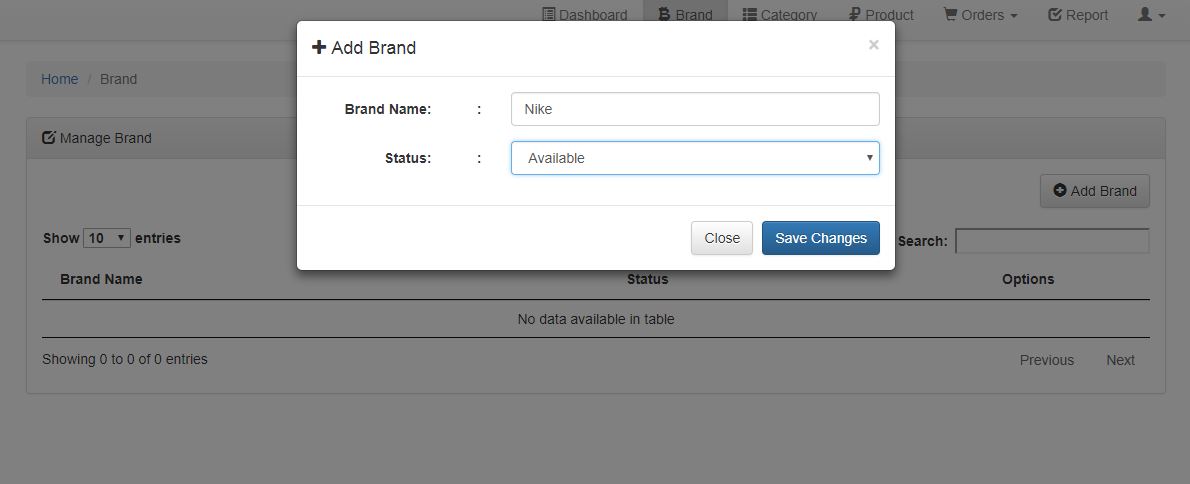 Dashboard Brand Category Product Orders Report
Add Brand ×
Home / Brand
Brand Name: : Nike
Manage Brand
Status: : Available
Add Brand
Show 10 entries
Close Save Changes
Search:
Brand Name Status Options
No data available in table
Showing 0 to 0 of 0 entries
Previous Next